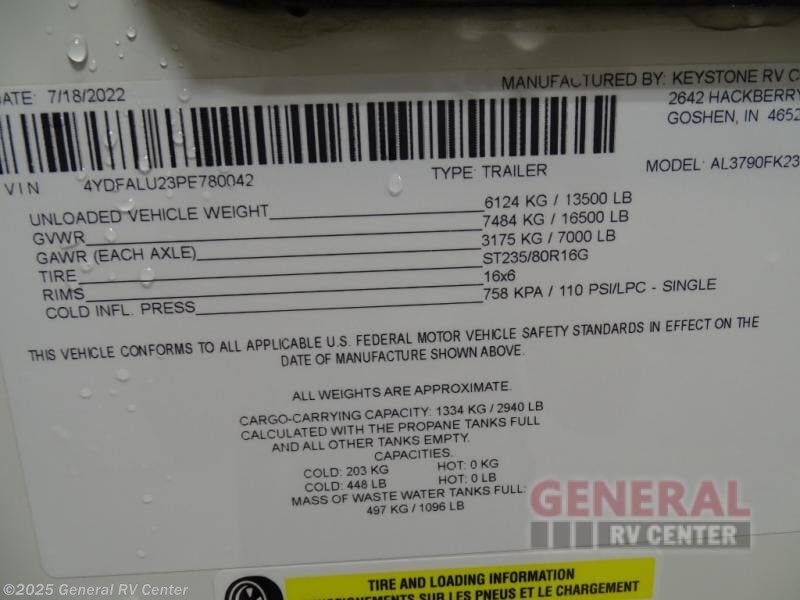 DATE: 7/18/2022
MANUFACTURED BY: KEYSTONE RV
2642 HACKBERRY
GOSHEN, IN
VIN 4YDFALU23PE780042
TYPE: TRAILER
MODEL: AL3790FK23
UNLOADED VEHICLE WEIGHT 6124 KG / 13500 LB
GVWR 7484 KG / 16500 LB
GAWR (EACH AXLE) 3175 KG / 7000 LB
TIRE ST235/80R16G
RIMS 16x6
COLD INFL. PRESS 758 KPA / 110 PSI/LPC - SINGLE
THIS VEHICLE CONFORMS TO ALL APPLICABLE U.S. FEDERAL MOTOR VEHICLE SAFETY STANDARDS IN EFFECT ON THE
DATE OF MANUFACTURE SHOWN ABOVE.
ALL WEIGHTS ARE APPROXIMATE.
CARGO-CARRYING CAPACITY: 1334 KG / 2940 LB
CALCULATED WITH THE PROPANE TANKS FULL
AND ALL OTHER TANKS EMPTY.
CAPACITIES.
COLD: 203 KG HOT: 0 KG
COLD: 448 LB HOT: 0 LB
MASS OF WASTE WATER TANKS FULL:
497 KG / 1096 LB
GENERAL
RV CENTER
TIRE AND LOADING INFORMATION
RENSEIGNEMENTS SUR LES PNEUS ET LE CHARGEMENT
©2025 General RV Center